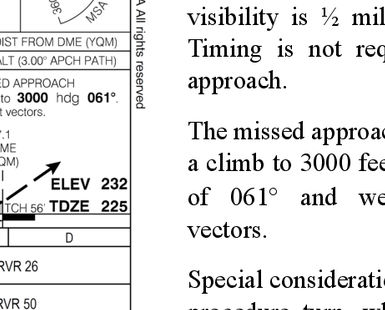 360
MSA
A All rights reserved
DIST FROM DME (YQM)
ALT (3.00° APCH PATH)
ED APPROACH
to 3000 hdg 061°.
t vectors.
.1
ME
QM)
ELEV 232
TCH 56' TDZE 225
D
RVR 26
RVR 50
visibility is ½ mil
Timing is not req
approach.
The missed approac
a climb to 3000 fee
of 061° and we
vectors.
Special consideratio
procedure turn, wh